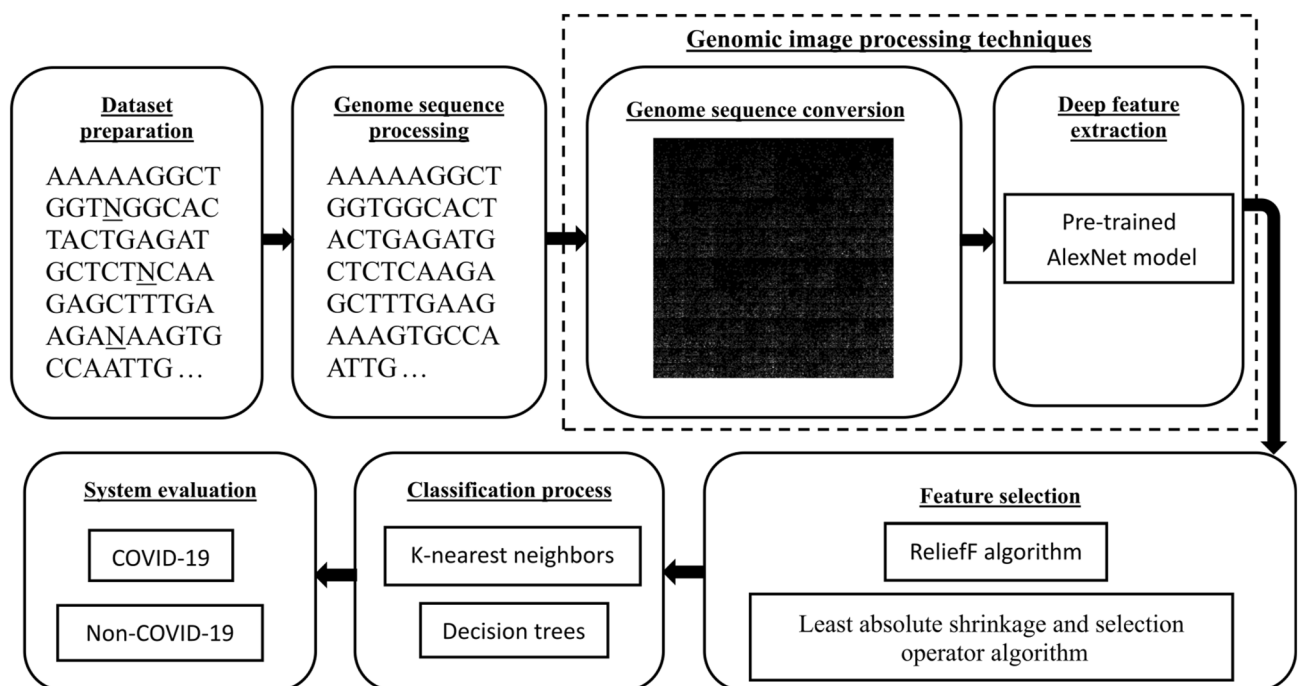 Genomic image processing techniques
Dataset
preparation
AAAAAGGCT
GGTNGGCAC
TACTGAGAT
GCTCTNCAA
GAGCTTTGA
AGANAAGTG
CCAATTG ...
Genome sequence
processing
AAAAAGGCT
GGTGGCACT
ACTGAGATG
CTCTCAAGA
GCTTTGAAG
AAAGTGCCA
ATTG ...
Genome sequence conversion
Deep feature
extraction
Pre-trained
AlexNet model
System evaluation
COVID-19
Non-COVID-19
Classification process
K-nearest neighbors
Decision trees
Feature selection
ReliefF algorithm
Least absolute shrinkage and selection
operator algorithm